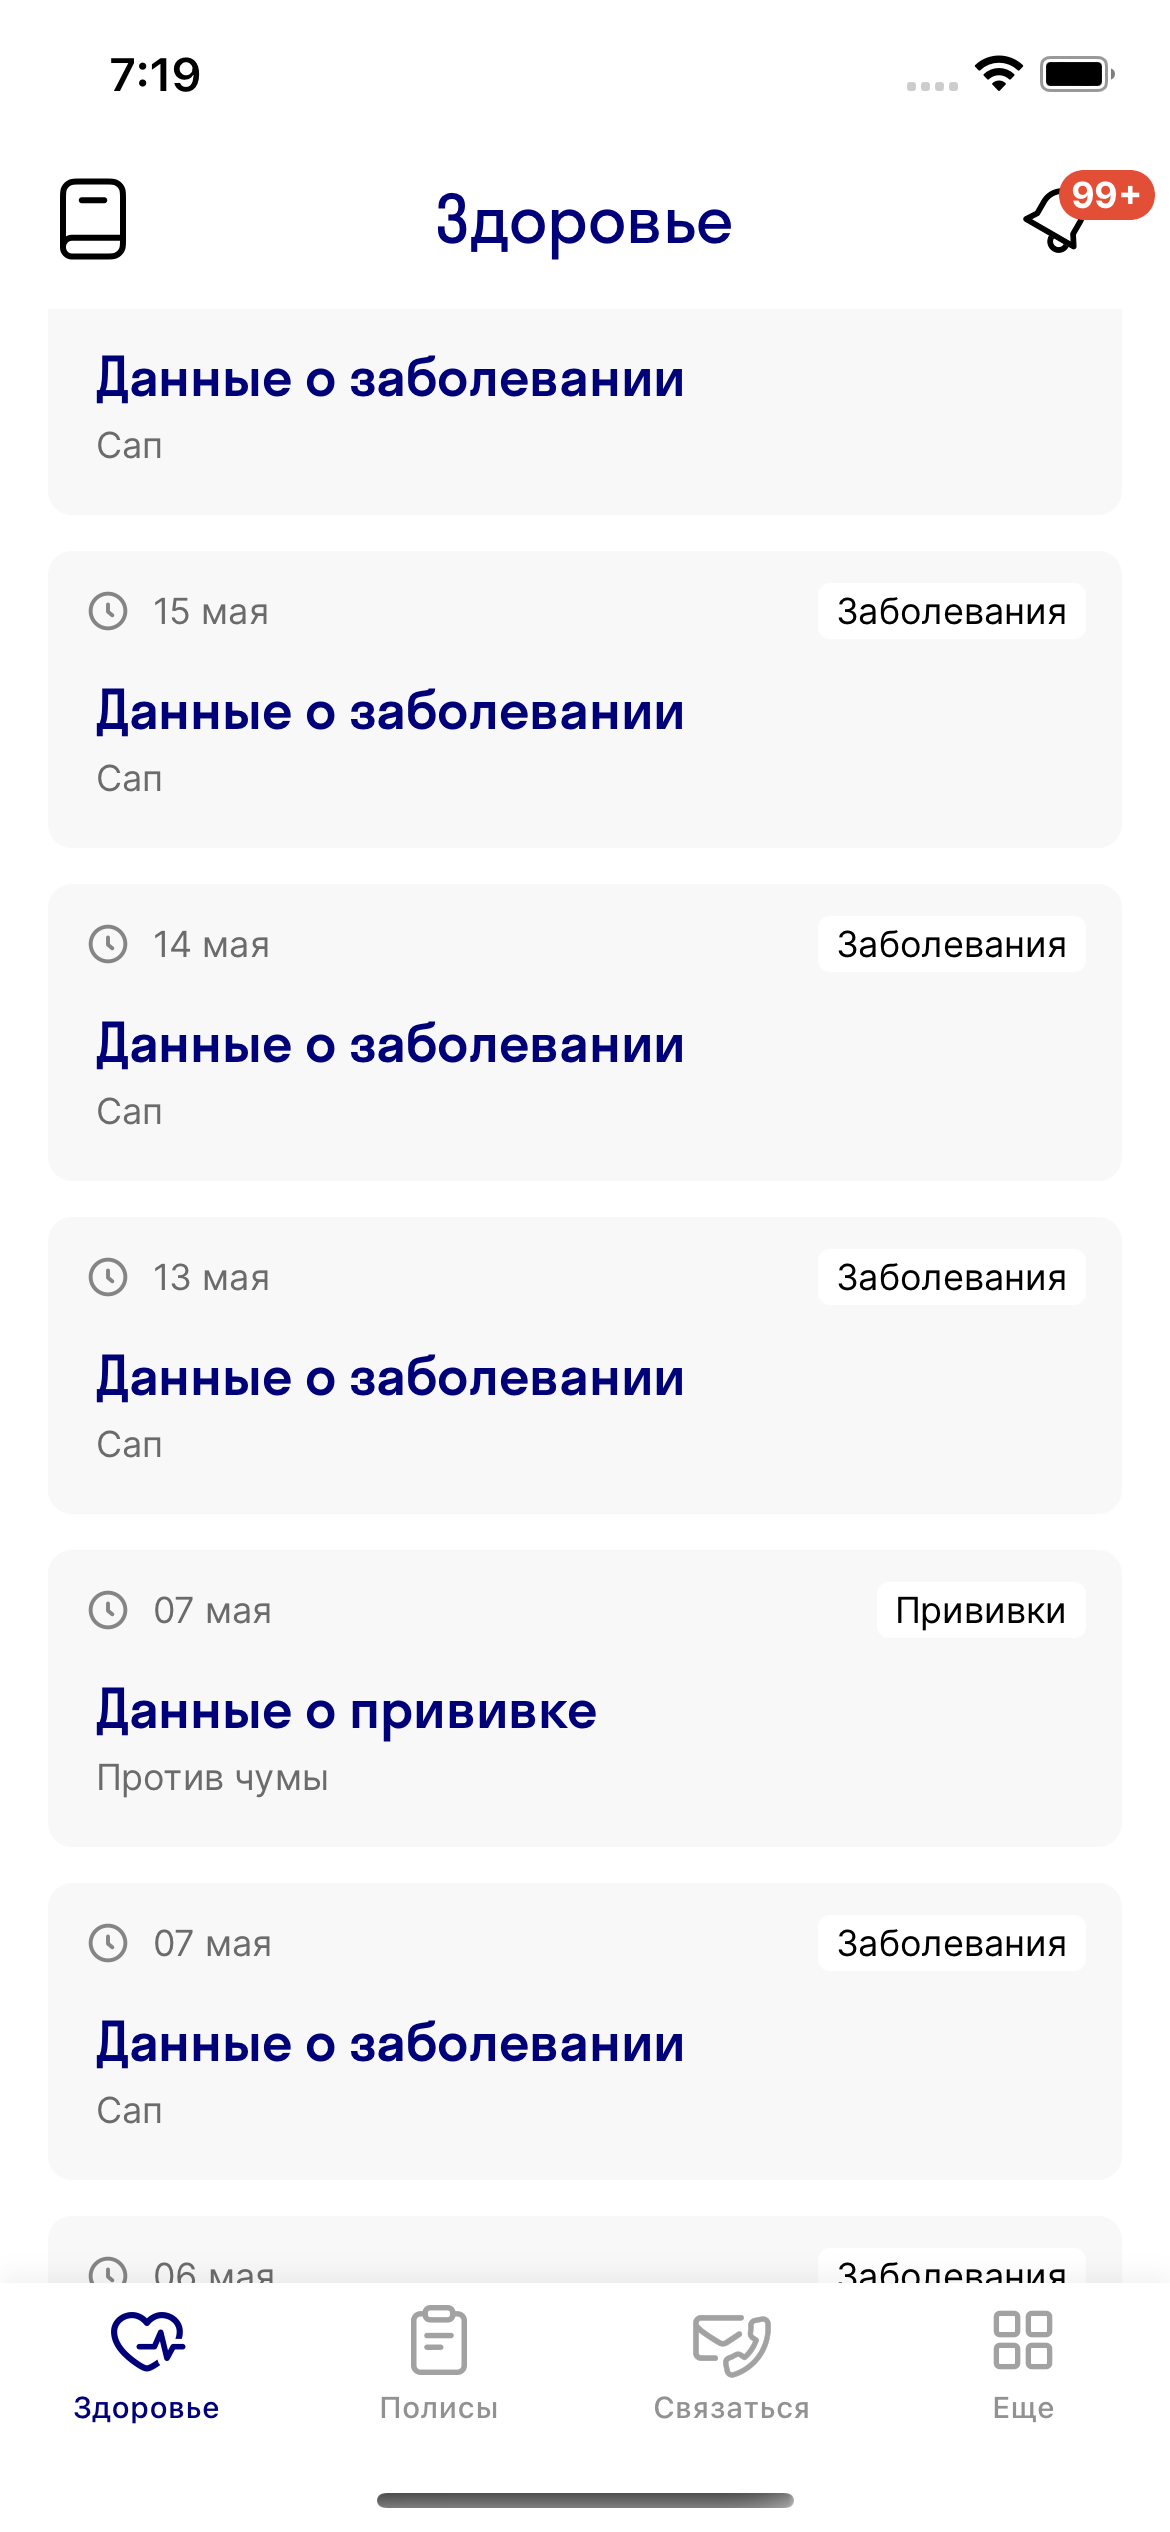 7:19
Здоровье
99+
Данные о заболевании
Сап
15 мая
Заболевания
Данные о заболевании
Сап
14 мая
Заболевания
Данные о заболевании
Сап
13 мая
Заболевания
Данные о заболевании
Сап
07 мая
Прививки
Данные о прививке
Против чумы
07 мая
Заболевания
Данные о заболевании
Сап
06 мая
Заболевания
Здоровье
Полисы
Связаться
Еще